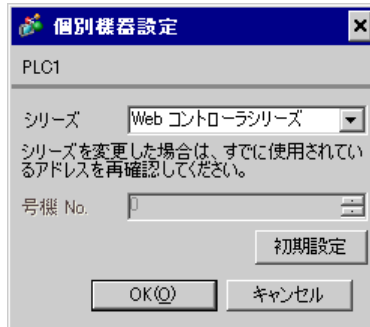 個別機器設定
PLC1
シリーズ Web コントローラシリーズ
シリーズを変更した場合は、すでに使用されてい
るアドレスを再確認してください。
号機 No. 0
初期設定
OK(O) キャンセル